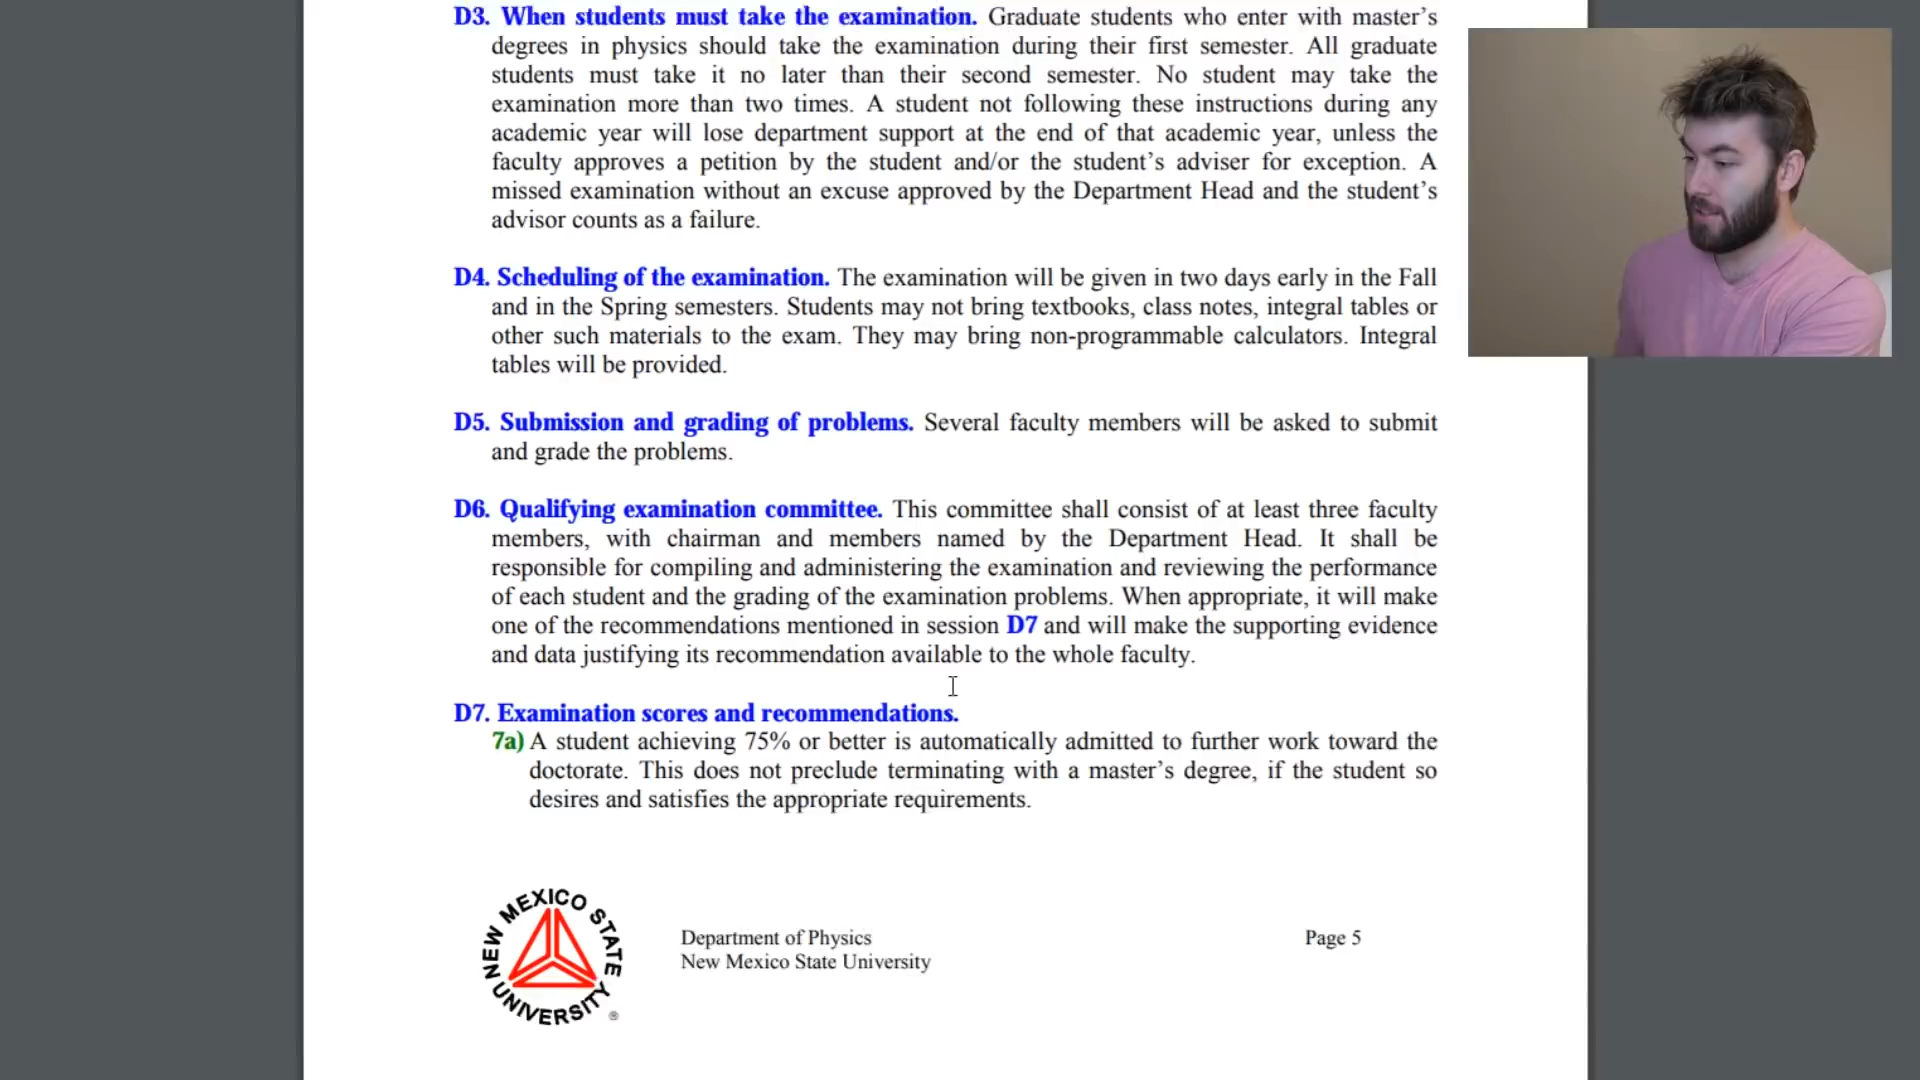 D3. When students must take the examination. Graduate students who enter with master’s
degrees in physics should take the examination during their first semester. All graduate
students must take it no later than their second semester. No student may take the
examination more than two times. A student not following these instructions during any
academic year will lose department support at the end of that academic year, unless the
faculty approves a petition by the student and/or the student’s adviser for exception. A
missed examination without an excuse approved by the Department Head and the student’s
advisor counts as a failure.
D4. Scheduling of the examination. The examination will be given in two days early in the Fall
and in the Spring semesters. Students may not bring textbooks, class notes, integral tables or
other such materials to the exam. They may bring non-programmable calculators. Integral
tables will be provided.
D5. Submission and grading of problems. Several faculty members will be asked to submit
and grade the problems.
D6. Qualifying examination committee. This committee shall consist of at least three faculty
members, with chairman and members named by the Department Head. It shall be
responsible for compiling and administering the examination and reviewing the performance
of each student and the grading of the examination problems. When appropriate, it will make
one of the recommendations mentioned in session D7 and will make the supporting evidence
and data justifying its recommendation available to the whole faculty.
D7. Examination scores and recommendations.
7a) A student achieving 75% or better is automatically admitted to further work toward the
doctorate. This does not preclude terminating with a master’s degree, if the student so
desires and satisfies the appropriate requirements.
NEW MEXICO STATE UNIVERSITY ®
Department of Physics
New Mexico State University
Page 5